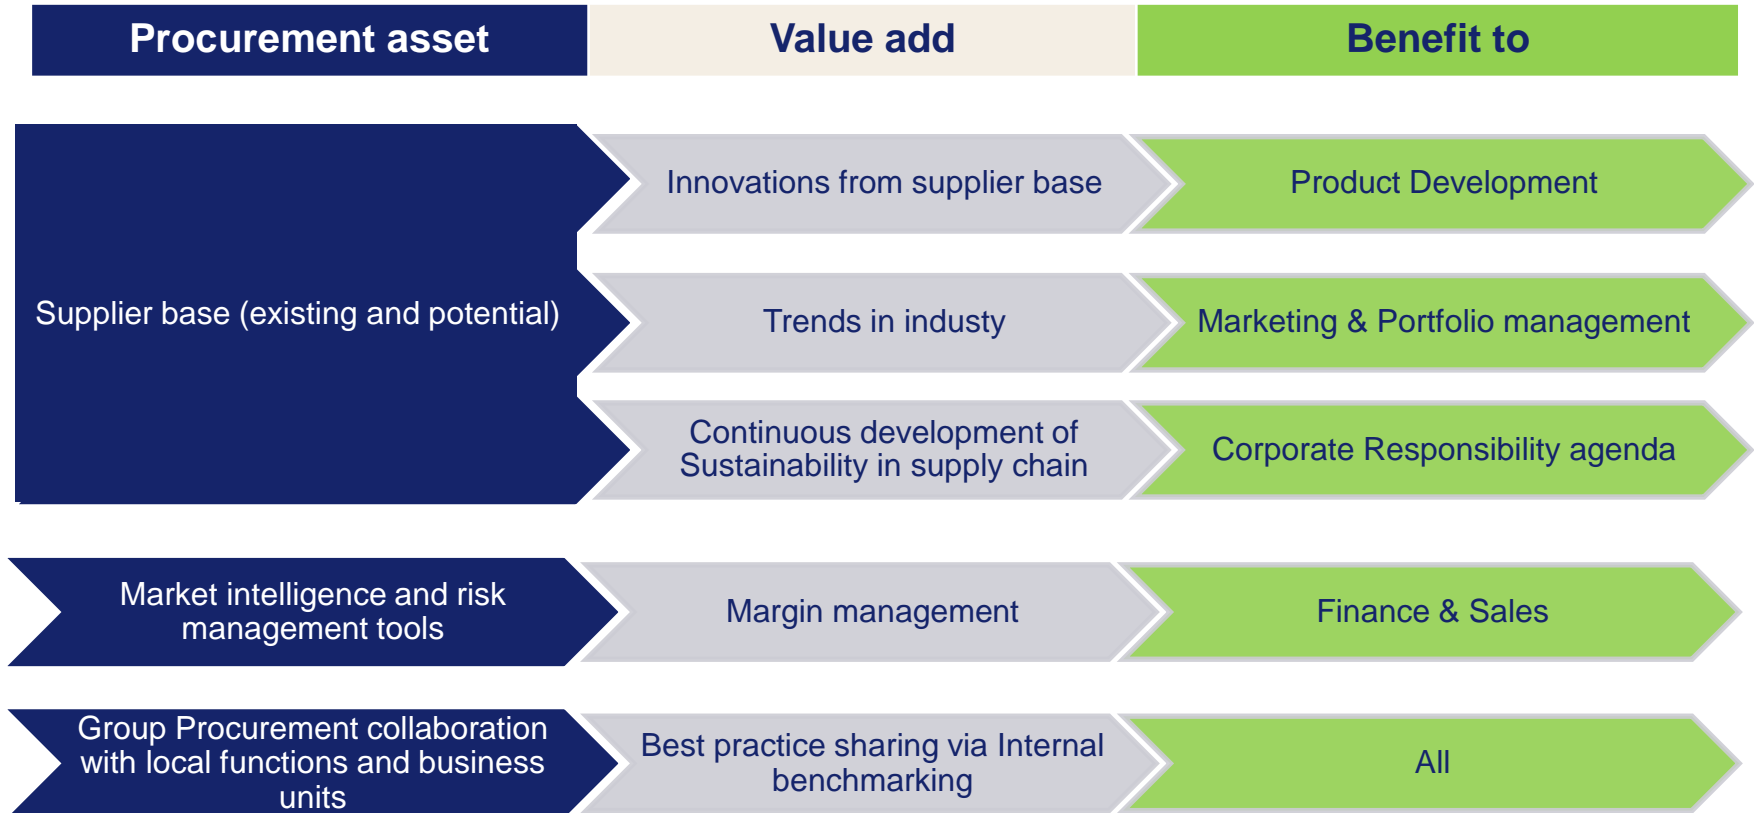 Procurement asset
Value add
Benefit to
Supplier base (existing and potential)
Innovations from supplier base
Product Development
Trends in industy
Marketing & Portfolio management
Continuous development of
Sustainability in supply chain
Corporate Responsibility agenda
Market intelligence and risk
management tools
Margin management
Finance & Sales
Group Procurement collaboration
with local functions and business
units
Best practice sharing via Internal
benchmarking
All